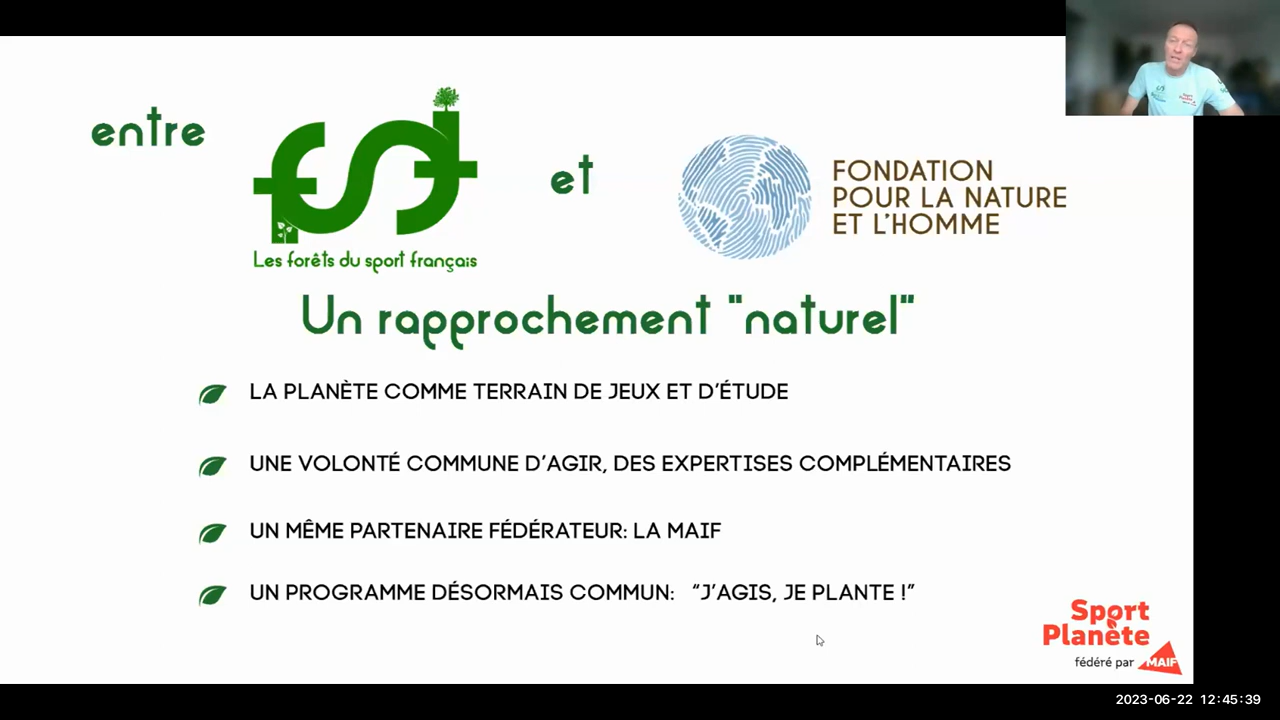 entre
Les forêts du sport français
et
FONDATION
POUR LA NATURE
ET L'HOMME
Un rapprochement "naturel"
LA PLANÈTE COMME TERRAIN DE JEUX ET D'ÉTUDE
UNE VOLONTÉ COMMUNE D'AGIR, DES EXPERTISES COMPLÉMENTAIRES
UN MÊME PARTENAIRE FÉDÉRATEUR: LA MAIF
UN PROGRAMME DÉSORMAIS COMMUN: “J'AGIS, JE PLANTE !”
Sport
Planète
fédéré par MAIF
2023-06-22 12:45:39